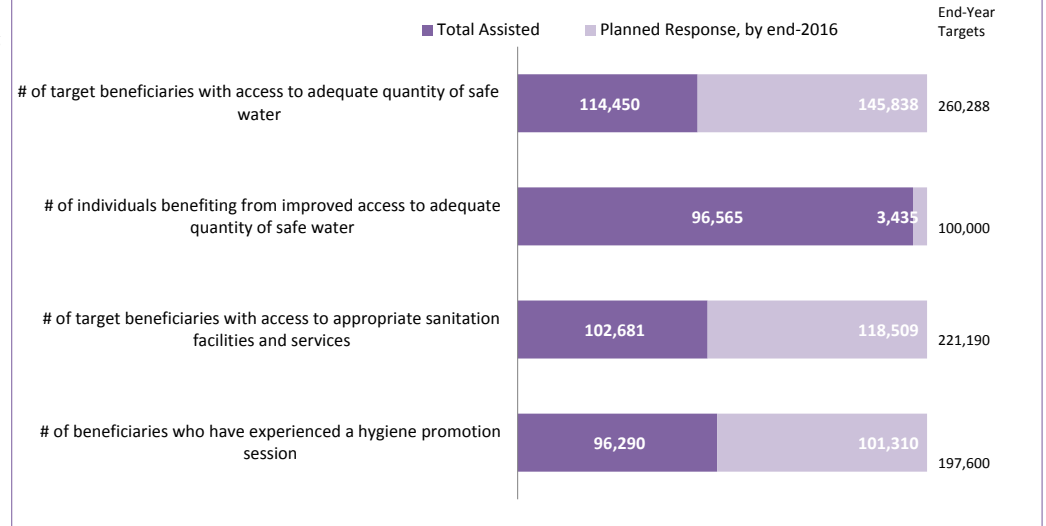 Total Assisted
Planned Response, by end-2016
End-Year
Targets
# of target beneficiaries with access to adequate quantity of safe
water
114,450
145,838
260,288
# of individuals benefiting from improved access to adequate
quantity of safe water
96,565
3,435
100,000
# of target beneficiaries with access to appropriate sanitation
facilities and services
102,681
118,509
221,190
# of beneficiaries who have experienced a hygiene promotion
session
96,290
101,310
197,600